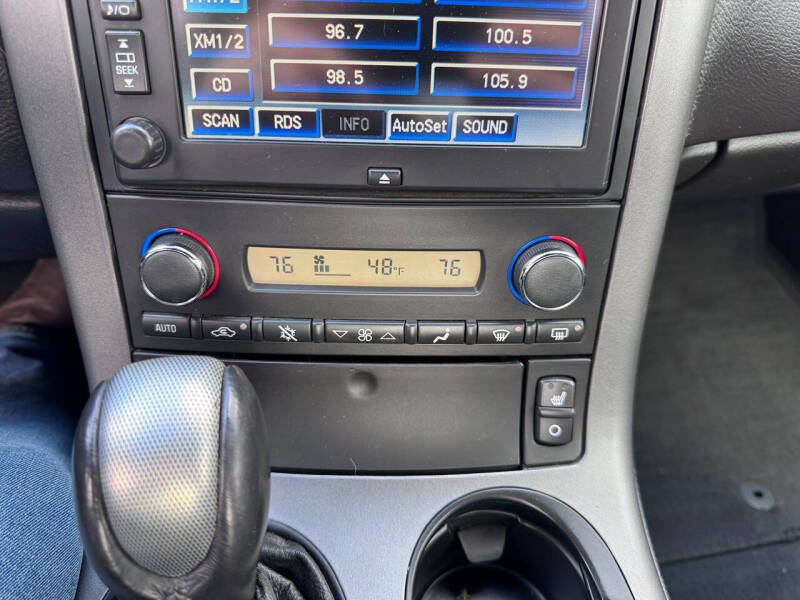 SEEK
XM1/2 96.7 100.5
CD 98.5 105.9
SCAN RDS INFO AutoSet SOUND
76 48°F 76
AUTO